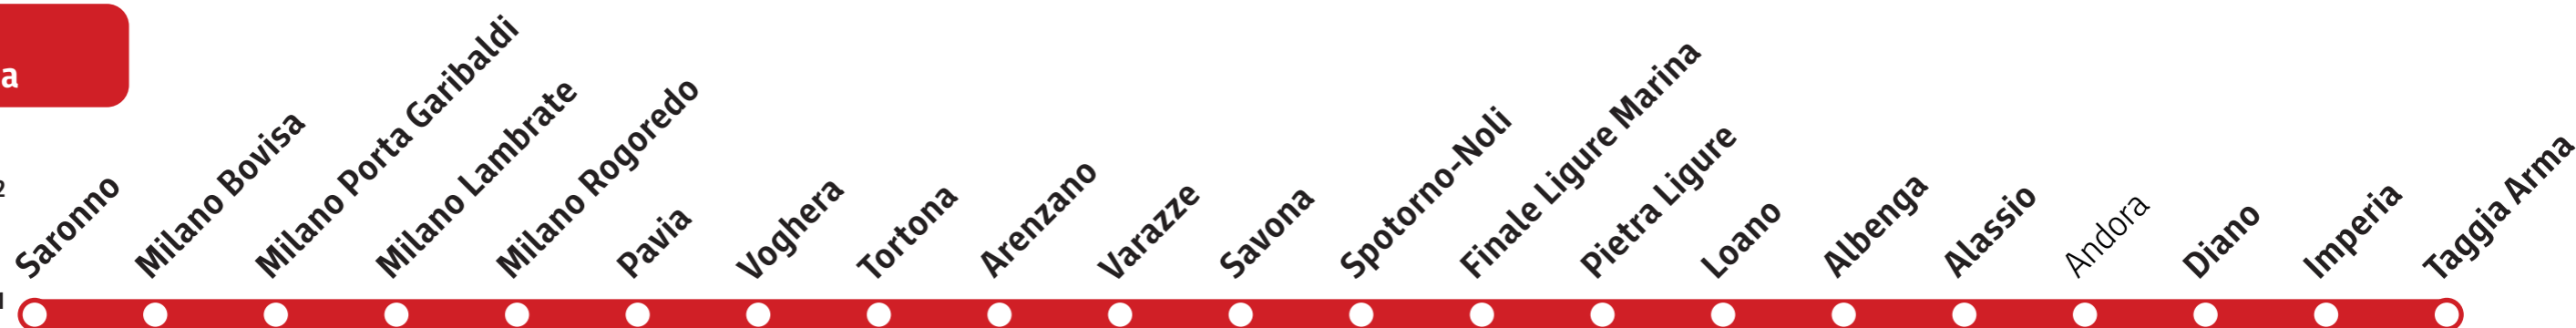 a
2
Saronno
Milano Bovisa
Milano Porta Garibaldi
Milano Lambrate
Milano Rogoredo
Pavia
Voghera
Tortona
Arenzano
Varazze
Savona
Spotorno-Noli
Finale Ligure Marina
Pietra Ligure
Loano
Albenga
Alassio
Andora
Diano
Imperia
Taggia Arma